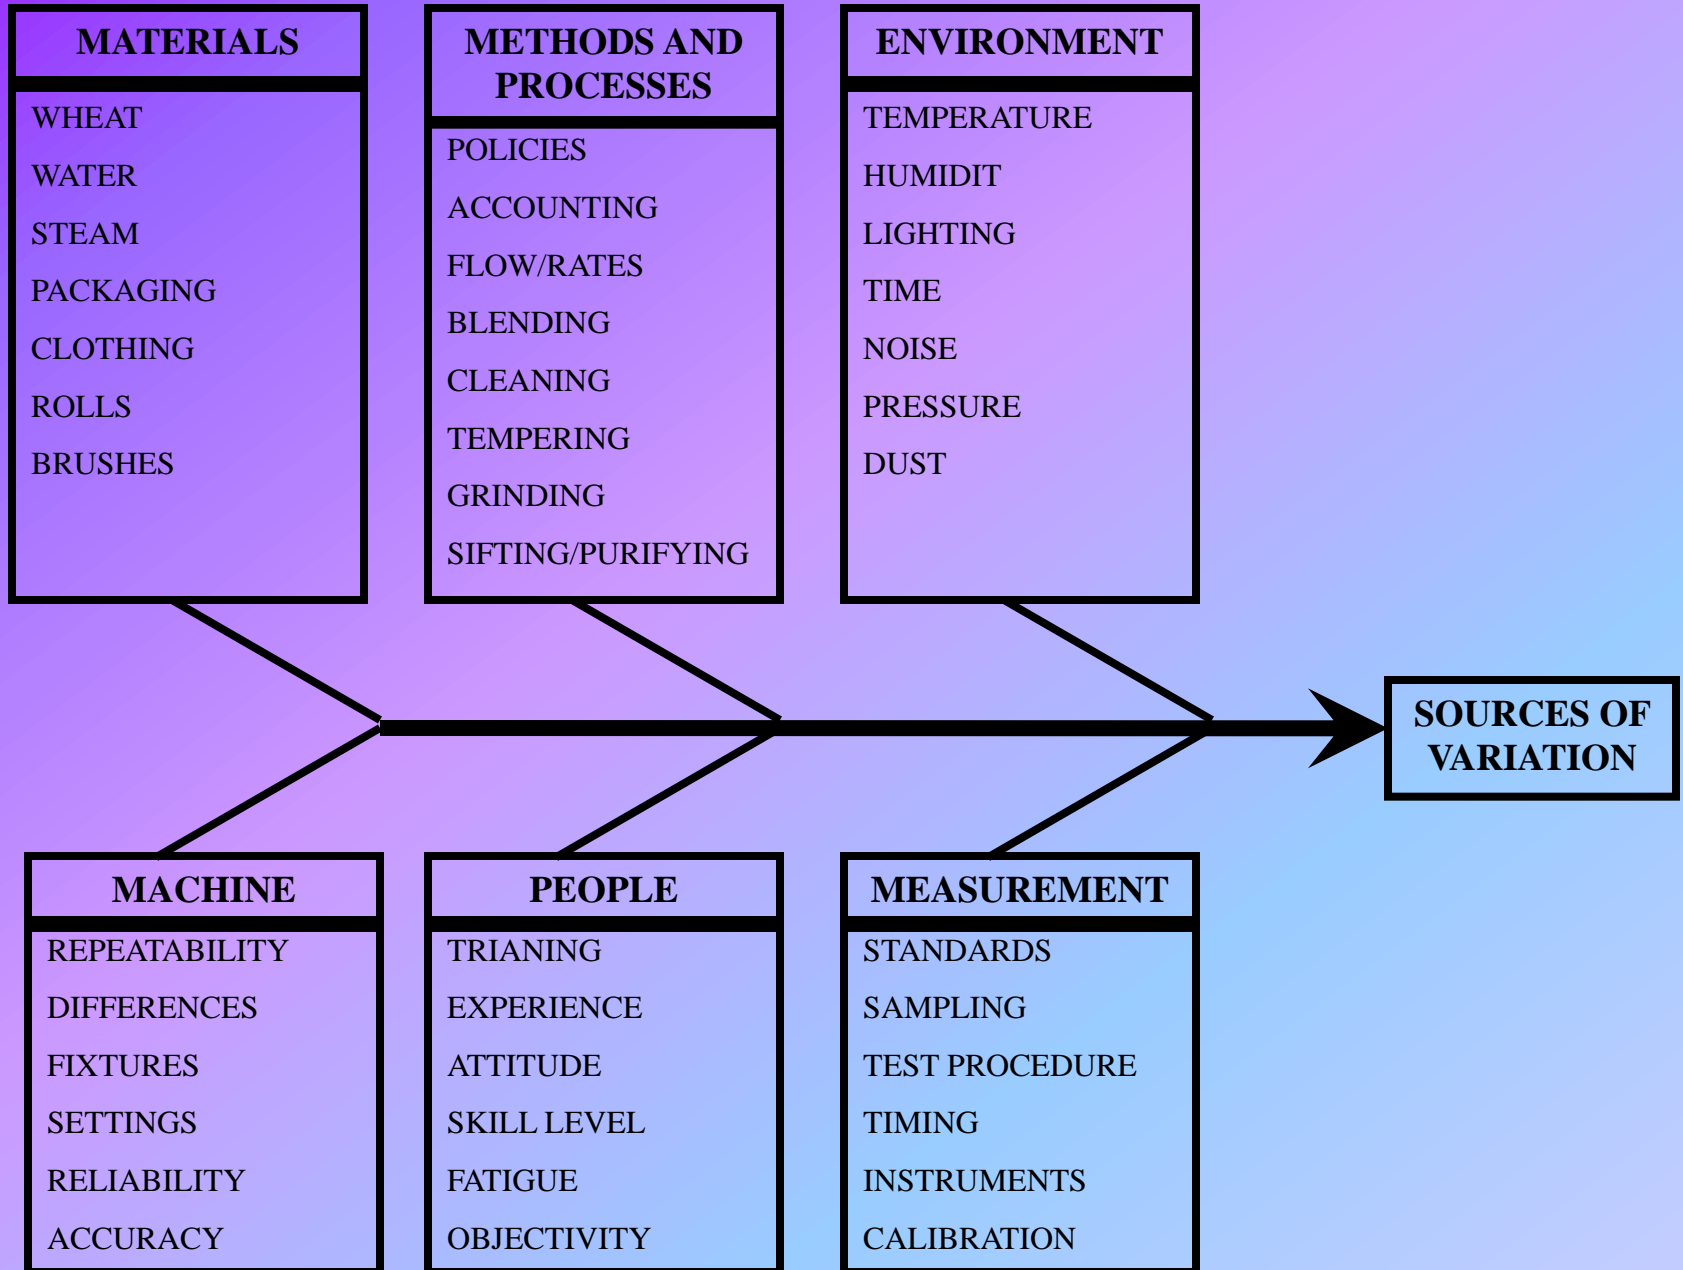 MATERIALS
WHEAT
WATER
STEAM
PACKAGING
CLOTHING
ROLLS
BRUSHES
METHODS AND
PROCESSES
POLICIES
ACCOUNTING
FLOW/RATES
BLENDING
CLEANING
TEMPERING
GRINDING
SIFTING/PURIFYING
ENVIRONMENT
TEMPERATURE
HUMIDIT
LIGHTING
TIME
NOISE
PRESSURE
DUST
SOURCES OF
VARIATION
MACHINE
REPEATABILITY
DIFFERENCES
FIXTURES
SETTINGS
RELIABILITY
ACCURACY
PEOPLE
TRIANING
EXPERIENCE
ATTITUDE
SKILL LEVEL
FATIGUE
OBJECTIVITY
MEASUREMENT
STANDARDS
SAMPLING
TEST PROCEDURE
TIMING
INSTRUMENTS
CALIBRATION